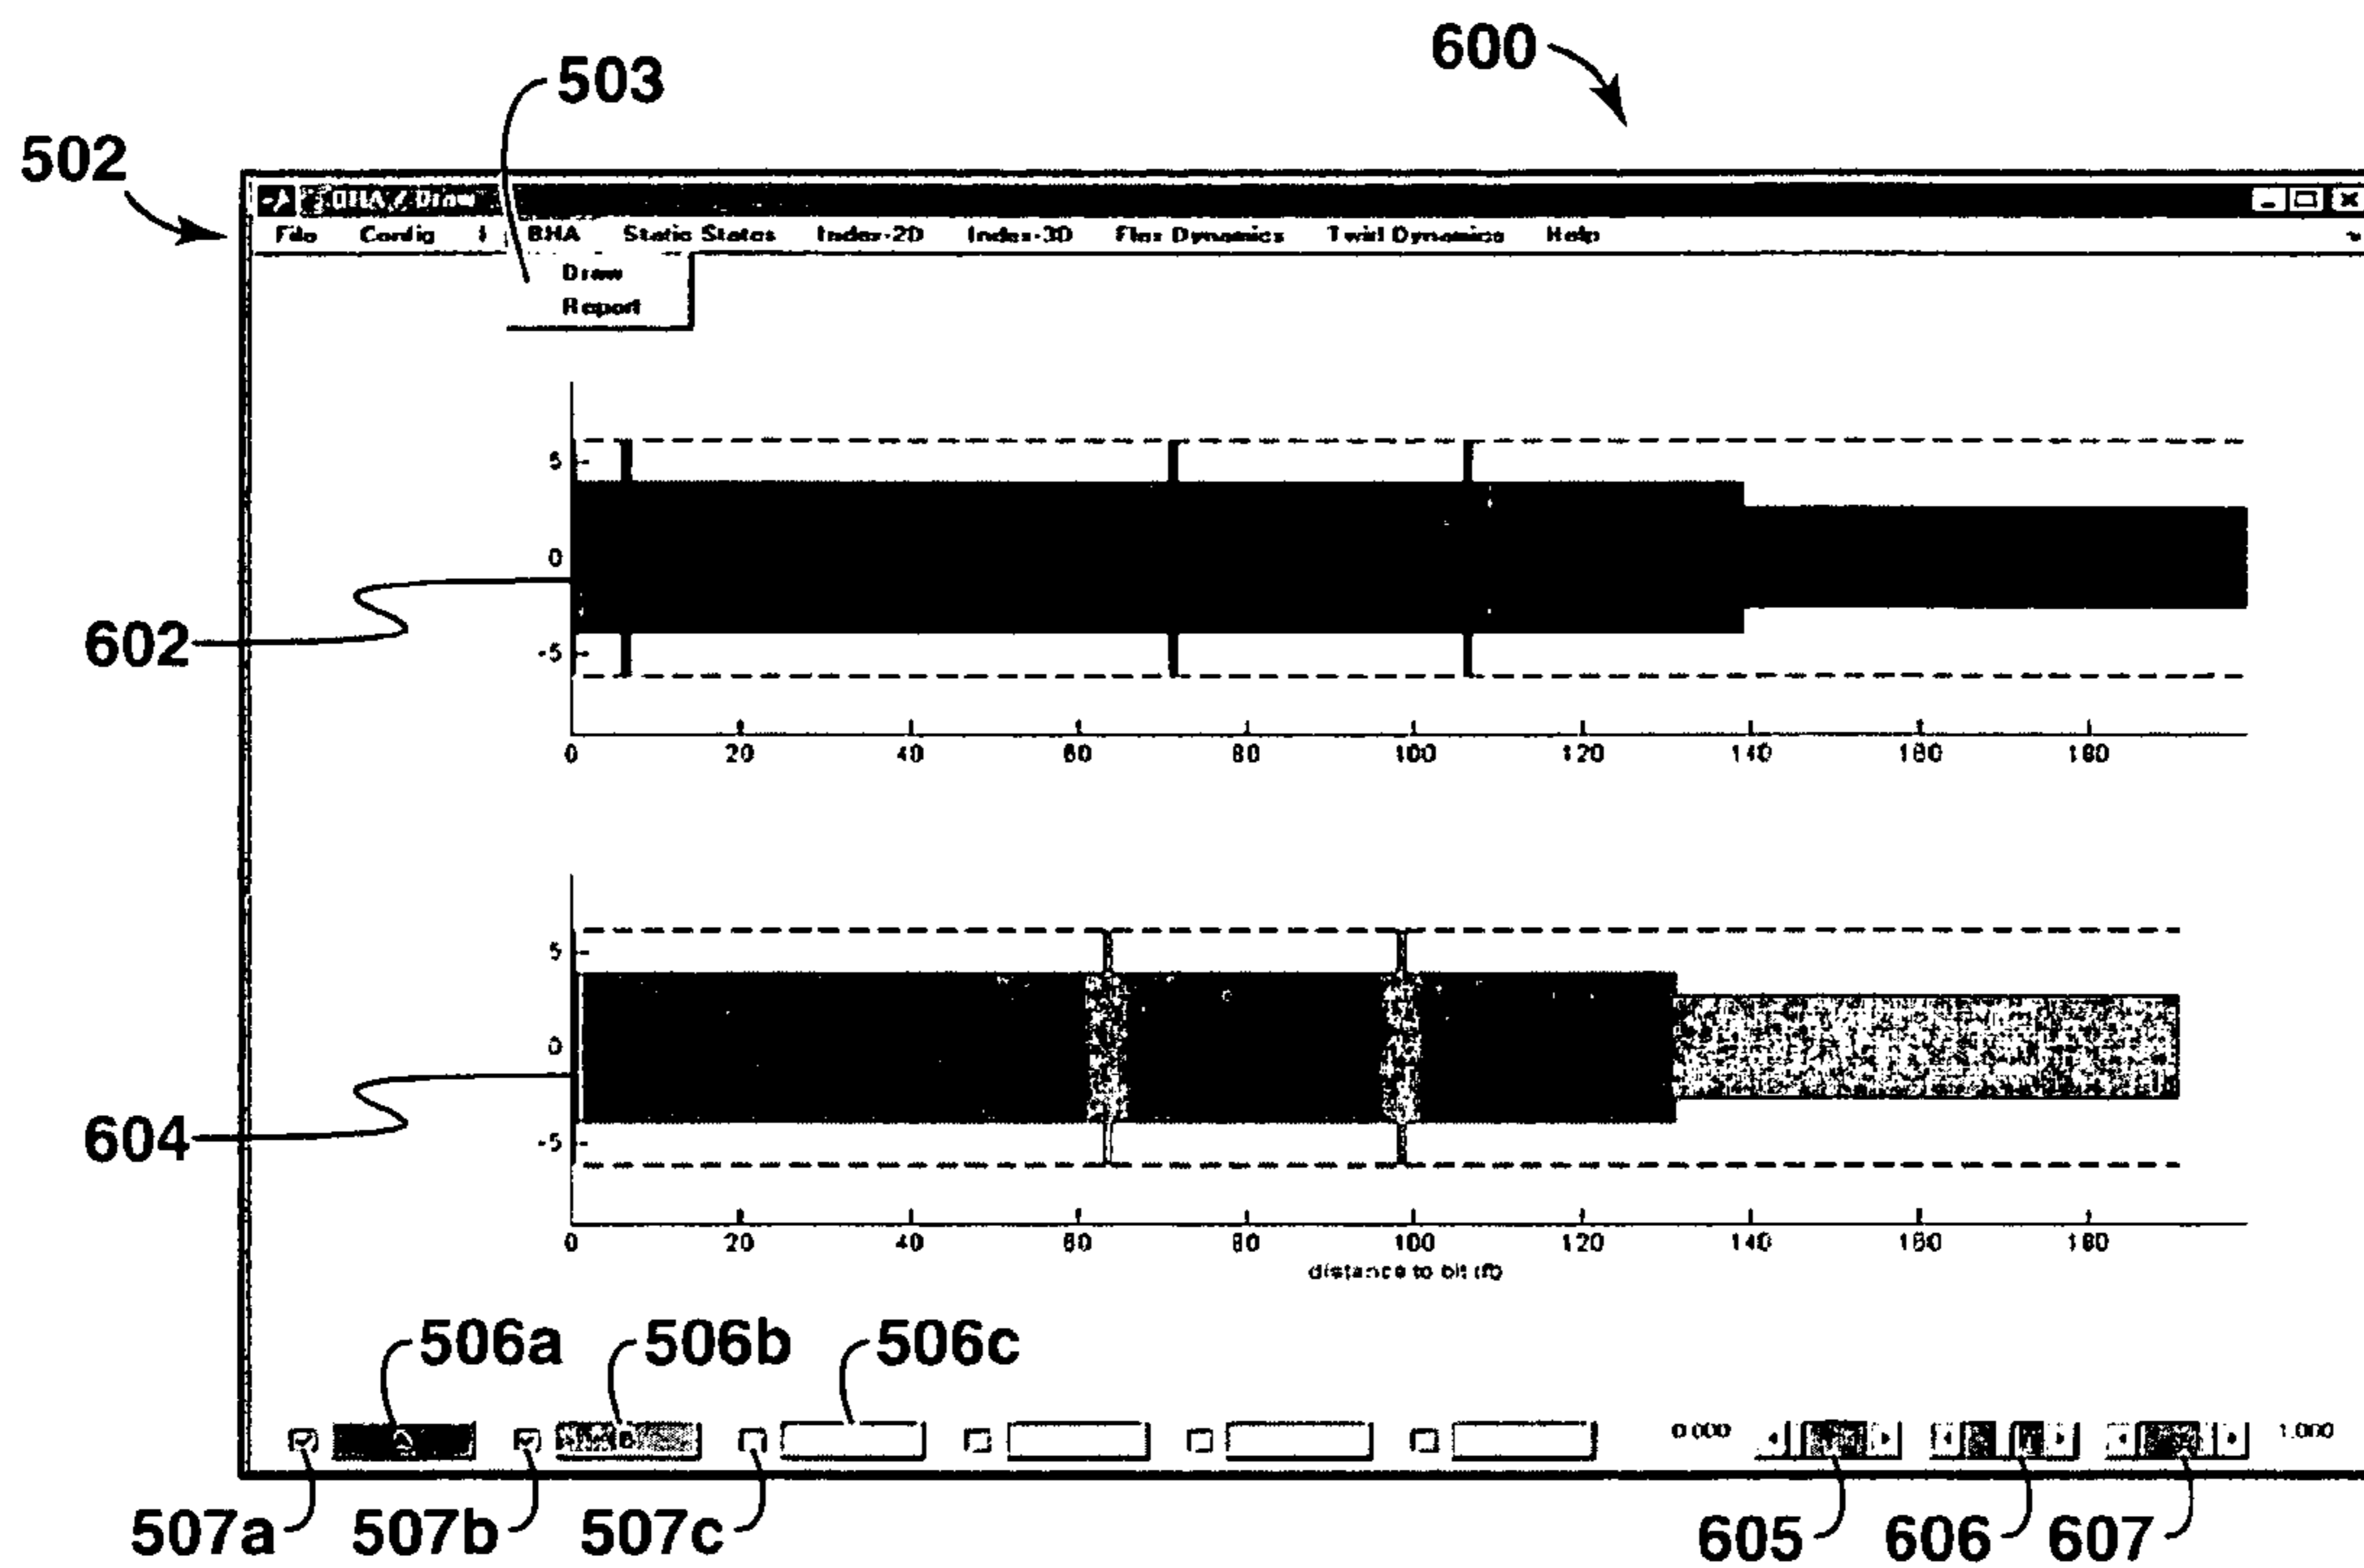 600
503
502
BHA / Draw
File Config BHA Static States Index-2D Index-3D Flex Dynamics Twirl Dynamics Help
Draw
Report
5
0
-5
602
0 20 40 60 80 100 120 140 160 180
5
0
-5
604
0 20 40 60 80 100 120 140 160 180
distance to bit (ft)
506a 506b 506c
A B 0.000 1.000
507a 507b 507c 605 606 607